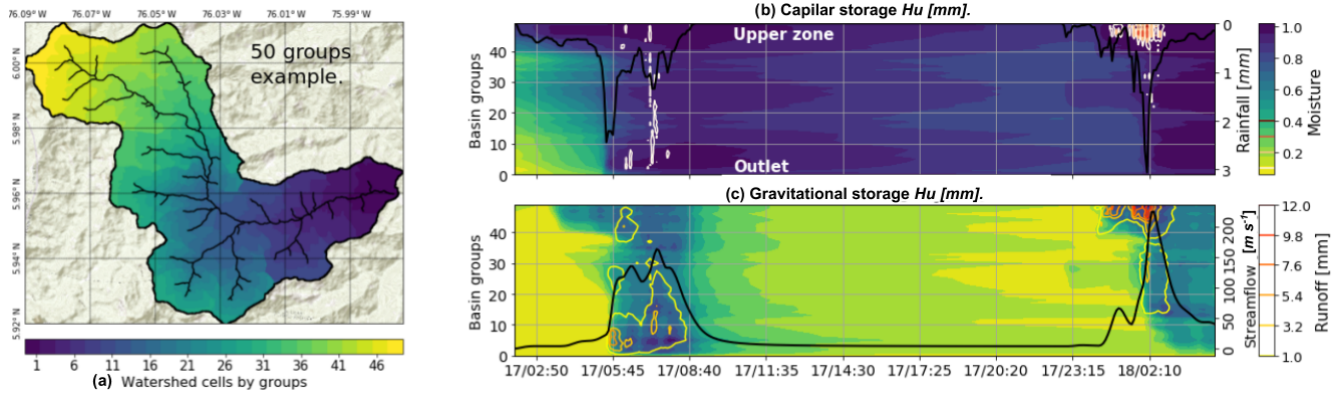 76.09° W 76.07° W 76.05° W 76.03° W 76.01° W 75.99° W
6.00° N
5.98° N
5.96° N
5.94° N
5.92° N
50 groups
example.
1 6 11 16 21 26 31 36 41 46
(a) Watershed cells by groups
(b) Capilar storage Hu [mm].
Upper zone
Outlet
Basin groups
40
30
20
10
0
0
1
2
3
Rainfall [mm]
1.0
0.8
0.6
0.4
0.2
Moisture
(c) Gravitational storage Hu [mm].
Basin groups
40
30
20
10
0
200
150
100
50
0
Streamflow [m s⁻¹]
12.0
9.8
7.6
5.4
3.2
1.0
Runoff [mm]
17/02:50 17/05:45 17/08:40 17/11:35 17/14:30 17/17:25 17/20:20 17/23:15 18/02:10